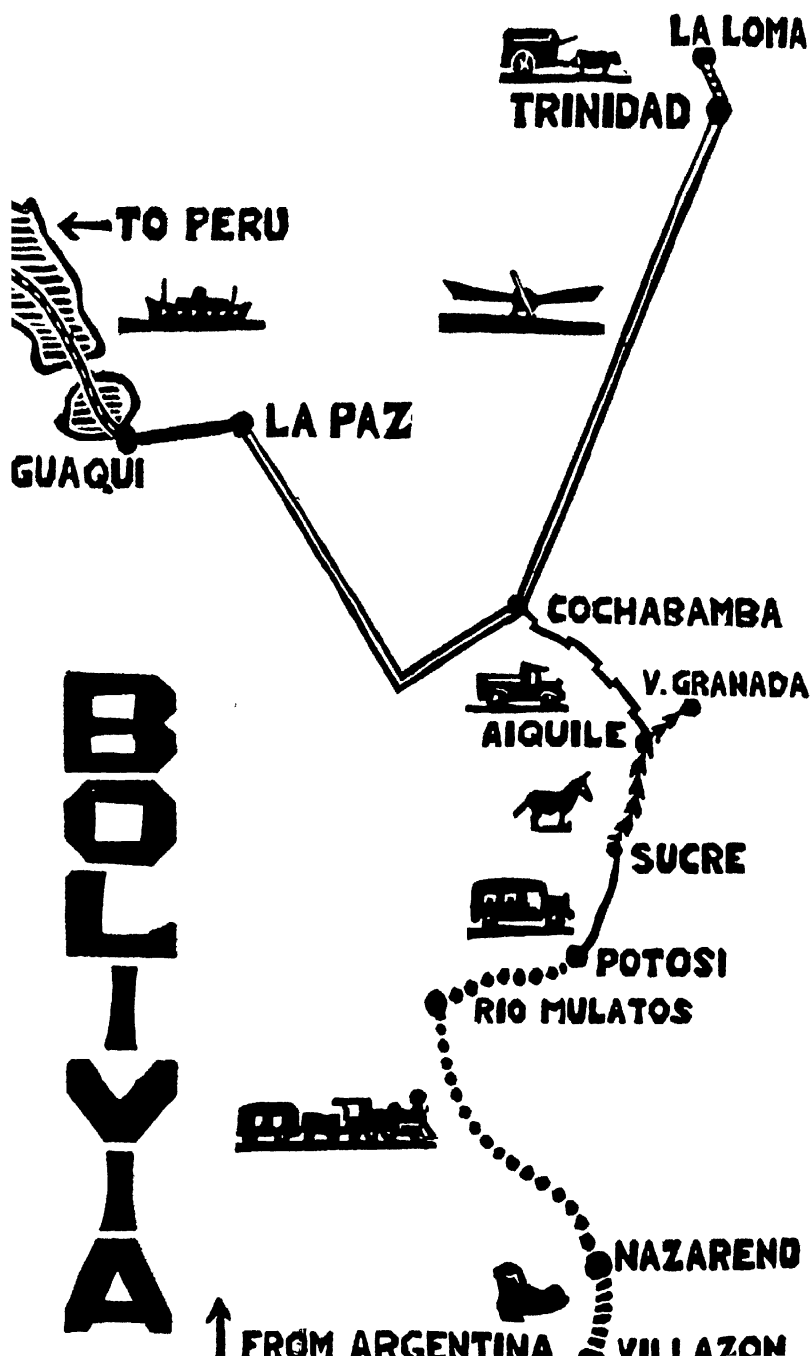 LA LOMA
TRINIDAD
← TO PERU
LA PAZ
GUAQUI
COCHABAMBA
V. GRANADA
AIQUILE
SUCRE
POTOSI
RIO MULATOS
BOLIVIA
NAZARENO
↑ FROM ARGENTINA
VILLAZON